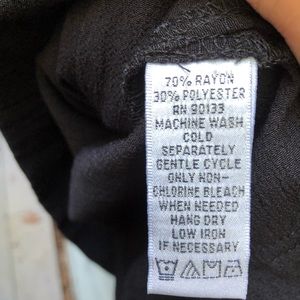 70% RAYON
30% POLYESTER
RN 90133
MACHINE WASH
COLD
SEPARATELY
GENTLE CYCLE
ONLY NON-
CHLORINE BLEACH
WHEN NEEDED
HANG DRY
LOW IRON
IF NECESSARY